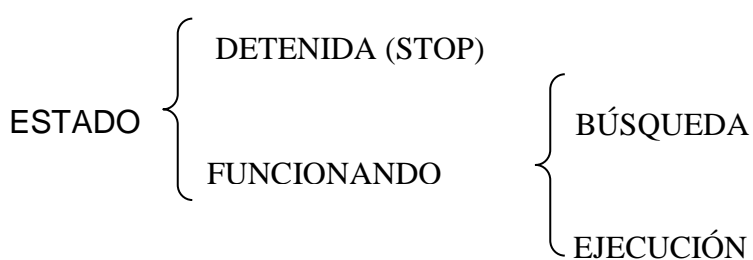 ESTADO
DETENIDA (STOP)
FUNCIONANDO
BÚSQUEDA
EJECUCIÓN